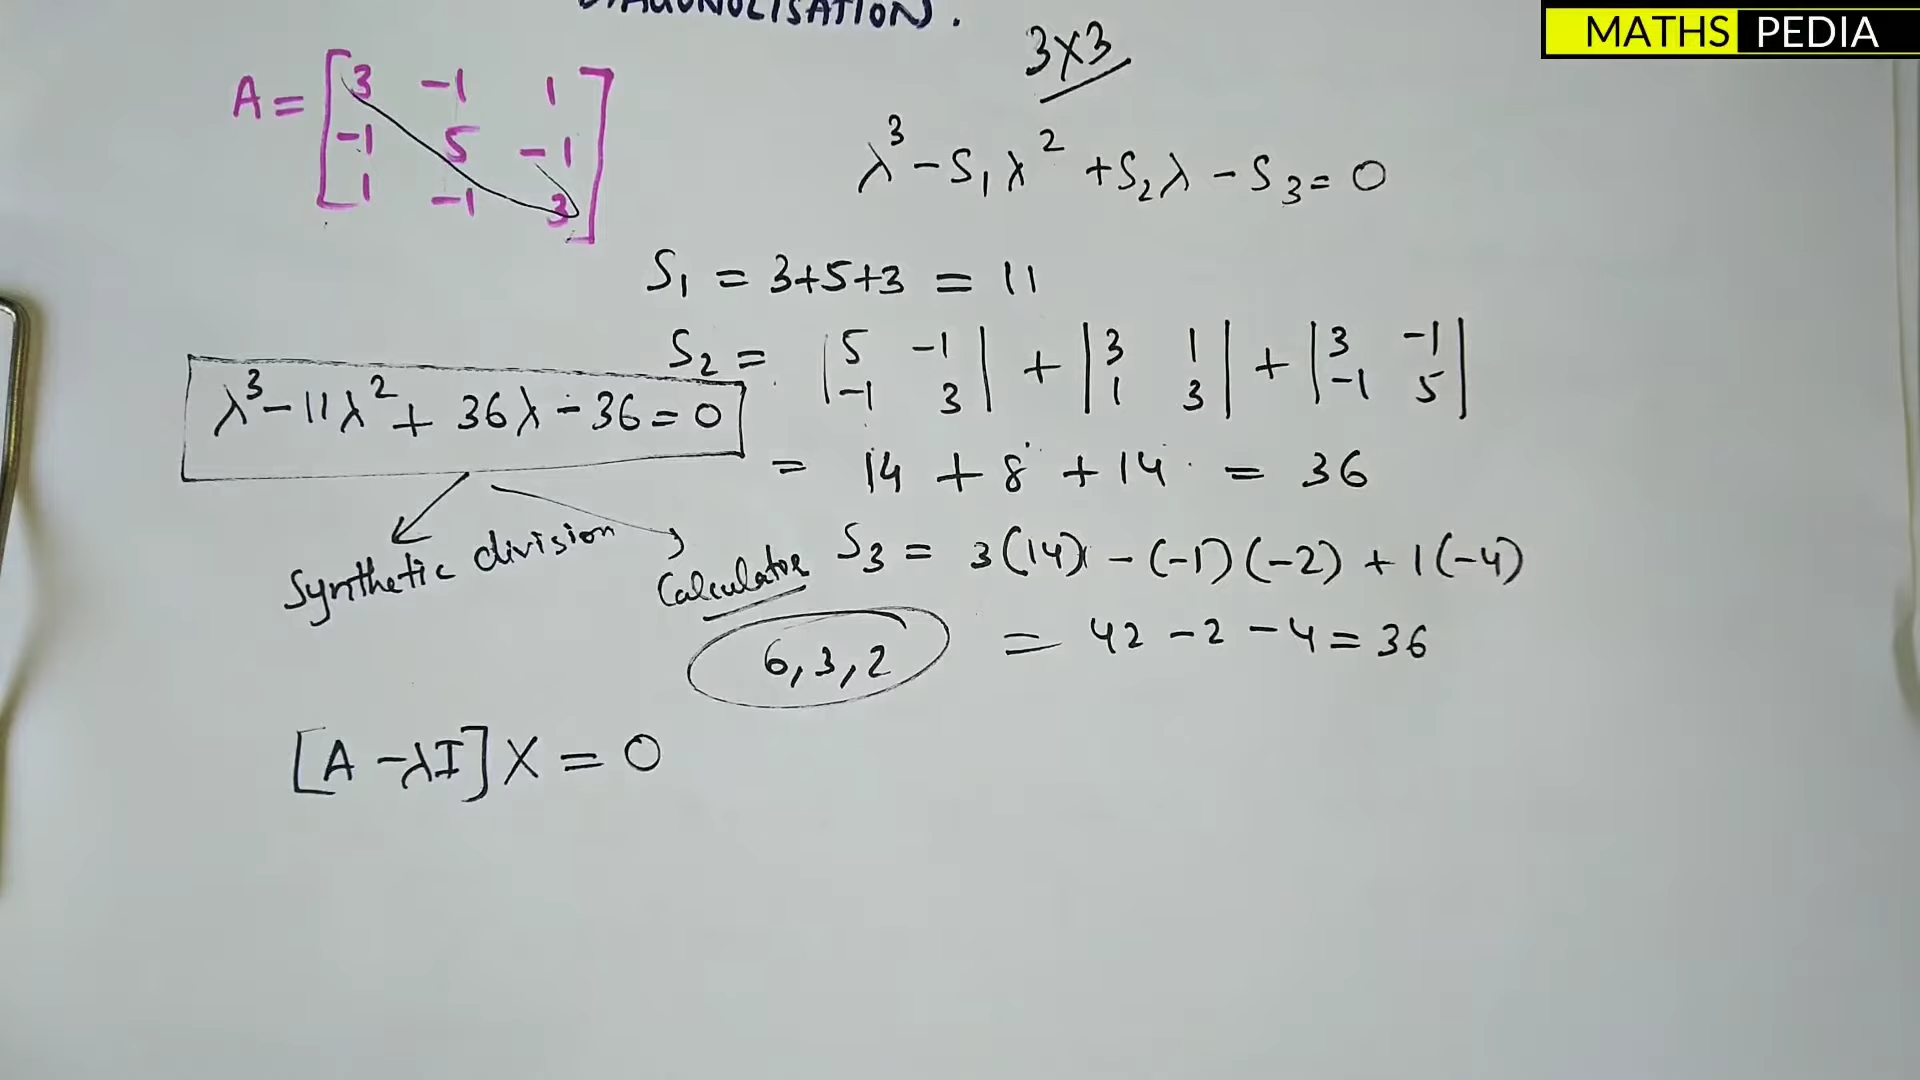 DIAGONOLISATION.
MATHS PEDIA
3×3
A = [3 -1 1
-1 5 -1
1 -1 3]
λ³ - S₁λ² + S₂λ - S₃ = 0
S₁ = 3+5+3 = 11
S₂ = |5 -1| + |3 1| + |3 -1|
|-1 3| |1 3| |-1 5|
λ³ - 11λ² + 36λ - 36 = 0
= 14 + 8 + 14 = 36
Synthetic division
Calculator
S₃ = 3(14) - (-1)(-2) + 1(-4)
6, 3, 2
= 42 - 2 - 4 = 36
[A - λI] X = 0